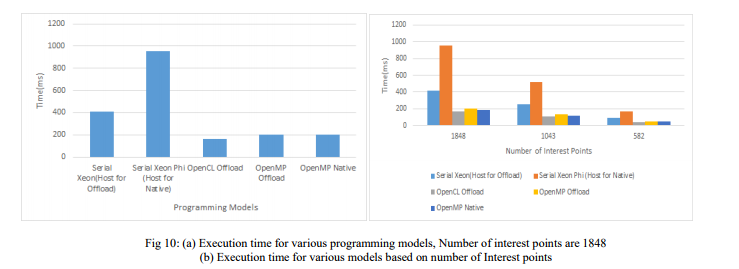 1200
1000
800
600
400
200
0
Time(ms)
Serial Xeon(Host for Offload)
Serial Xeon Phi (Host for Native)
OpenCL Offload
OpenMP Offload
OpenMP Native
Programming Models
1200
1000
800
600
400
200
0
Time(ms)
1848
1043
582
Number of Interest Points
Serial Xeon(Host for Offload)
Serial Xeon Phi (Host for Native)
OpenCL Offload
OpenMP Offload
OpenMP Native
Fig 10: (a) Execution time for various programming models, Number of interest points are 1848
(b) Execution time for various models based on number of Interest points